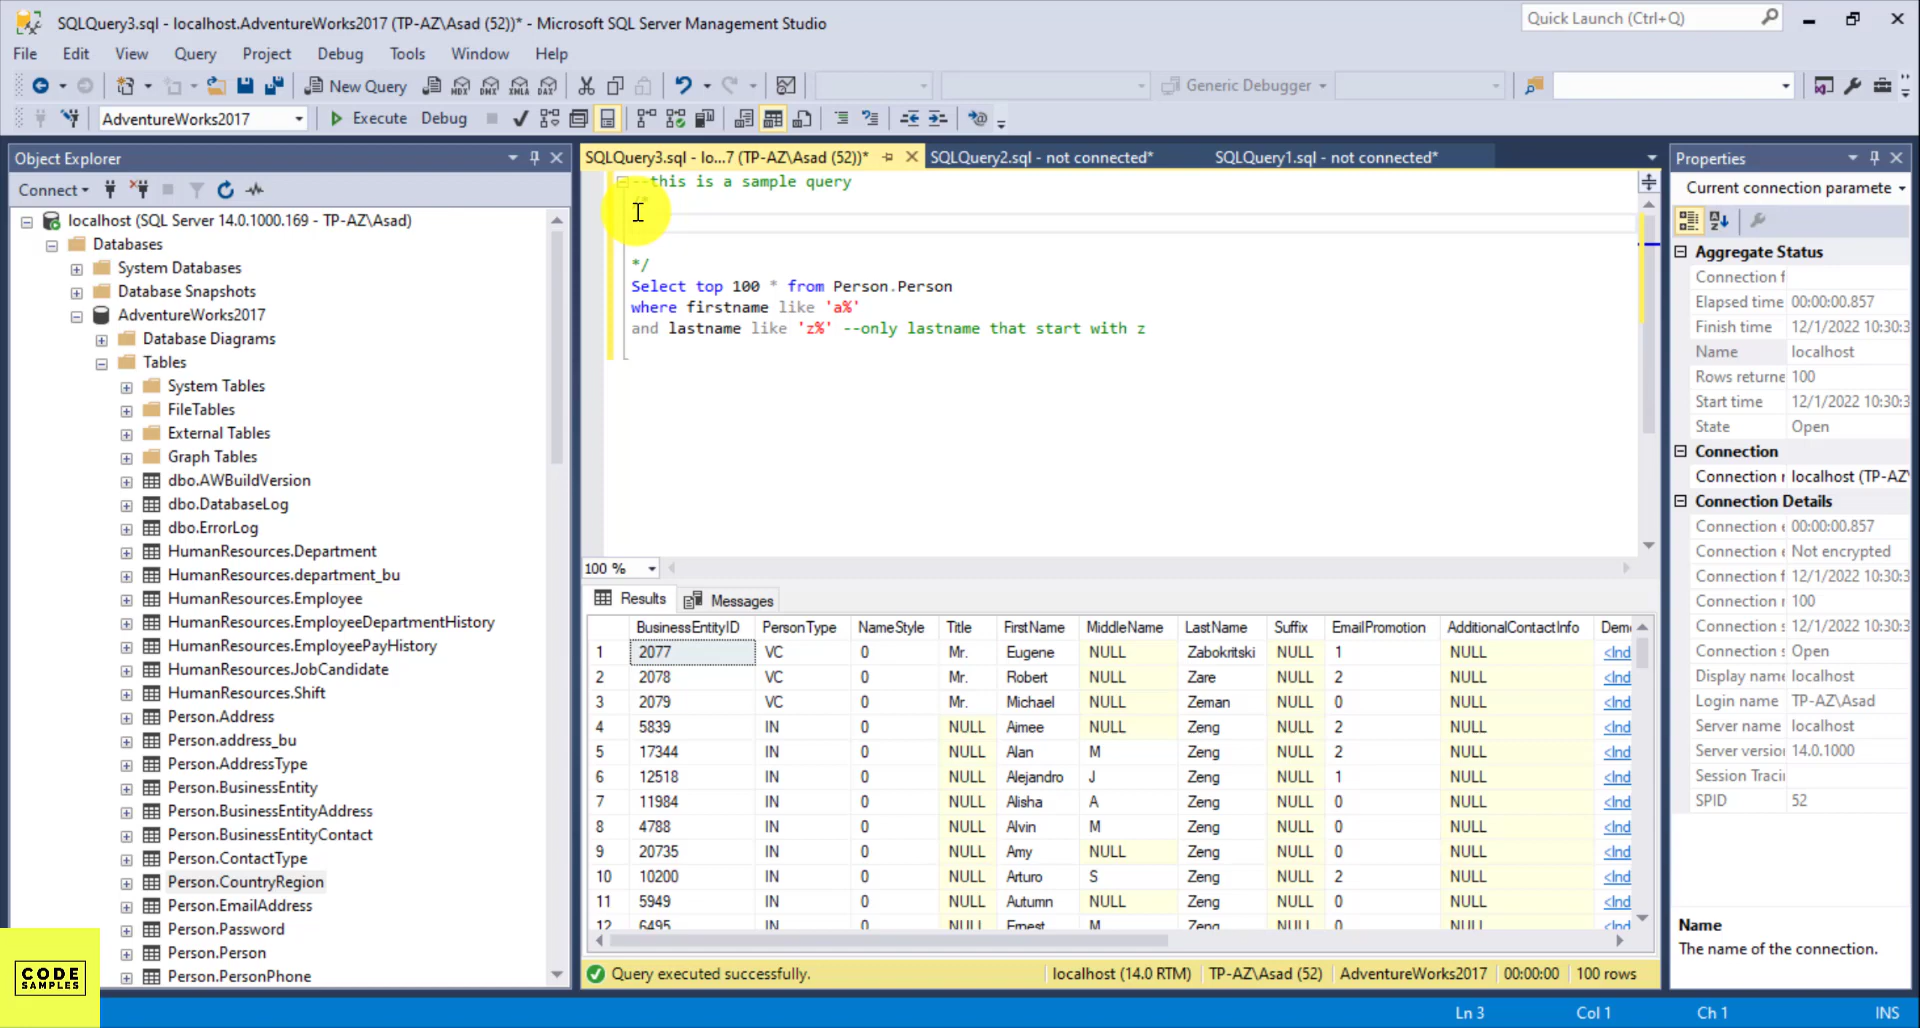 SQLQuery3.sql - localhost.AdventureWorks2017 (TP-AZ\Asad (52))* - Microsoft SQL Server Management Studio
Quick Launch (Ctrl+Q)
File Edit View Query Project Debug Tools Window Help
New Query MDX DMX XMLA DAX Generic Debugger
AdventureWorks2017 Execute Debug
Object Explorer
Connect
localhost (SQL Server 14.0.1000.169 - TP-AZ\Asad)
Databases
System Databases
Database Snapshots
AdventureWorks2017
Database Diagrams
Tables
System Tables
FileTables
External Tables
Graph Tables
dbo.AWBuildVersion
dbo.DatabaseLog
dbo.ErrorLog
HumanResources.Department
HumanResources.department_bu
HumanResources.Employee
HumanResources.EmployeeDepartmentHistory
HumanResources.EmployeePayHistory
HumanResources.JobCandidate
HumanResources.Shift
Person.Address
Person.address_bu
Person.AddressType
Person.BusinessEntity
Person.BusinessEntityAddress
Person.BusinessEntityContact
Person.ContactType
Person.CountryRegion
Person.EmailAddress
Person.Password
Person.Person
Person.PersonPhone
CODE
SAMPLES
SQLQuery3.sql - lo...7 (TP-AZ\Asad (52))* SQLQuery2.sql - not connected* SQLQuery1.sql - not connected*
--this is a sample query
/*
*/
Select top 100 * from Person.Person
where firstname like 'a%'
and lastname like 'z%' --only lastname that start with z
100 %
Results Messages
BusinessEntityID PersonType NameStyle Title FirstName MiddleName LastName Suffix EmailPromotion AdditionalContactInfo Demo
1 2077 VC 0 Mr. Eugene NULL Zabokritski NULL 1 NULL <Ind
2 2078 VC 0 Mr. Robert NULL Zare NULL 2 NULL <Ind
3 2079 VC 0 Mr. Michael NULL Zeman NULL 0 NULL <Ind
4 5839 IN 0 NULL Aimee NULL Zeng NULL 2 NULL <Ind
5 17344 IN 0 NULL Alan M Zeng NULL 2 NULL <Ind
6 12518 IN 0 NULL Alejandro J Zeng NULL 1 NULL <Ind
7 11984 IN 0 NULL Alisha A Zeng NULL 0 NULL <Ind
8 4788 IN 0 NULL Alvin M Zeng NULL 0 NULL <Ind
9 20735 IN 0 NULL Amy NULL Zeng NULL 0 NULL <Ind
10 10200 IN 0 NULL Arturo S Zeng NULL 2 NULL <Ind
11 5949 IN 0 NULL Autumn NULL Zeng NULL 0 NULL <Ind
12 6495 IN 0 NULL Ernest M Zeng NULL 0 NULL <Ind
Query executed successfully. localhost (14.0 RTM) TP-AZ\Asad (52) AdventureWorks2017 00:00:00 100 rows
Properties
Current connection paramete
Aggregate Status
Connection f
Elapsed time 00:00:00.857
Finish time 12/1/2022 10:30:3
Name localhost
Rows returne 100
Start time 12/1/2022 10:30:3
State Open
Connection
Connection r localhost (TP-AZ\
Connection Details
Connection e 00:00:00.857
Connection e Not encrypted
Connection f 12/1/2022 10:30:3
Connection r 100
Connection s 12/1/2022 10:30:3
Connection s Open
Display name localhost
Login name TP-AZ\Asad
Server name localhost
Server versio 14.0.1000
Session Traci
SPID 52
Name
The name of the connection.
Ln 3 Col 1 Ch 1 INS